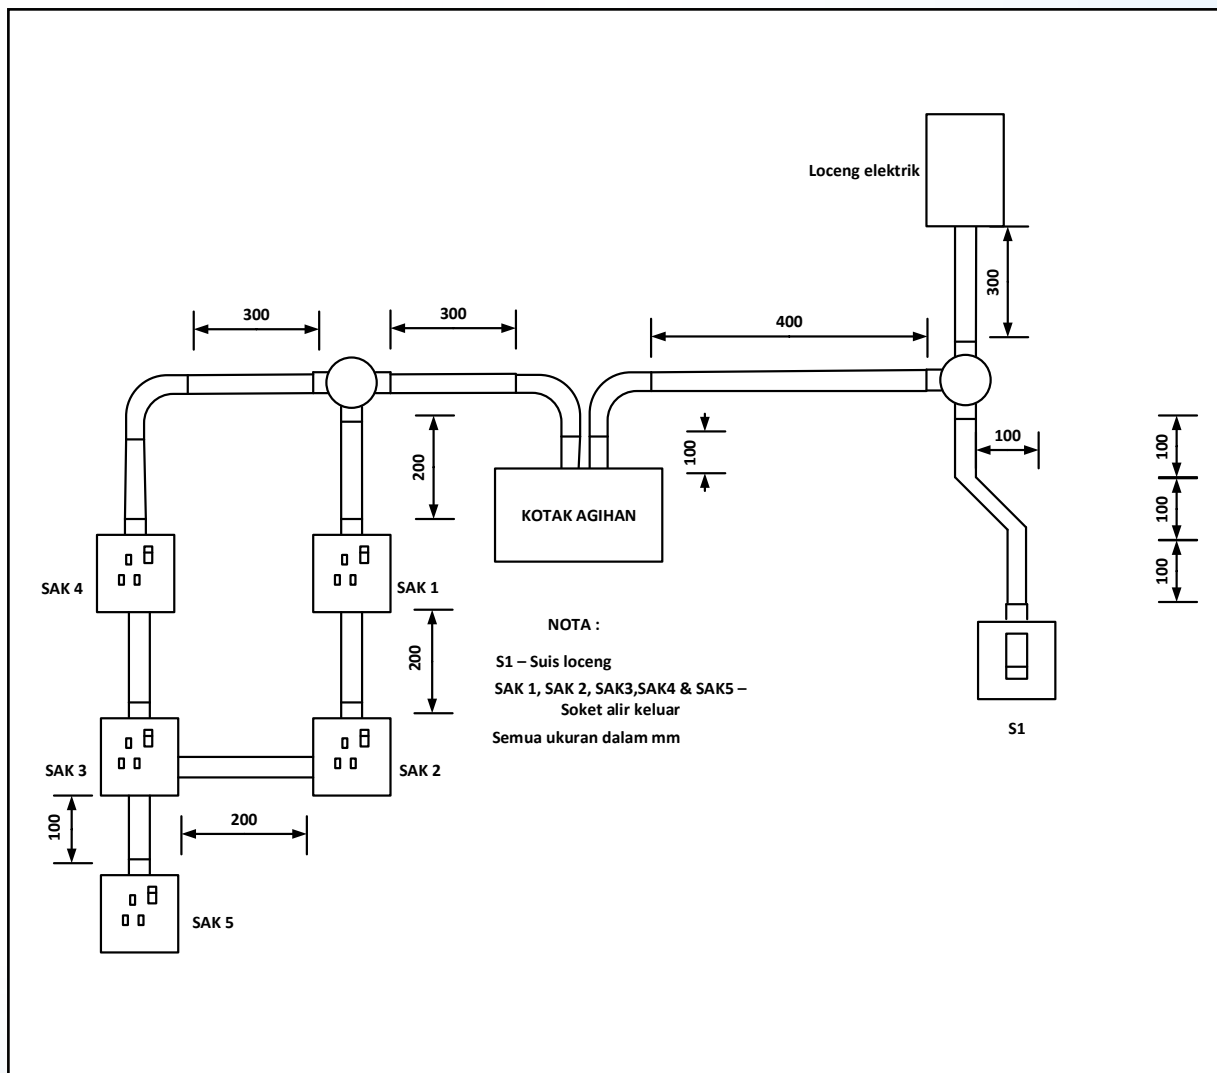 Loceng elektrik
300
300
300
400
200
100
100
100
100
100
KOTAK AGIHAN
SAK 4
SAK 1
200
NOTA :
S1 – Suis loceng
SAK 1, SAK 2, SAK3,SAK4 & SAK5 –
Soket alir keluar
Semua ukuran dalam mm
S1
SAK 3
SAK 2
100
200
SAK 5